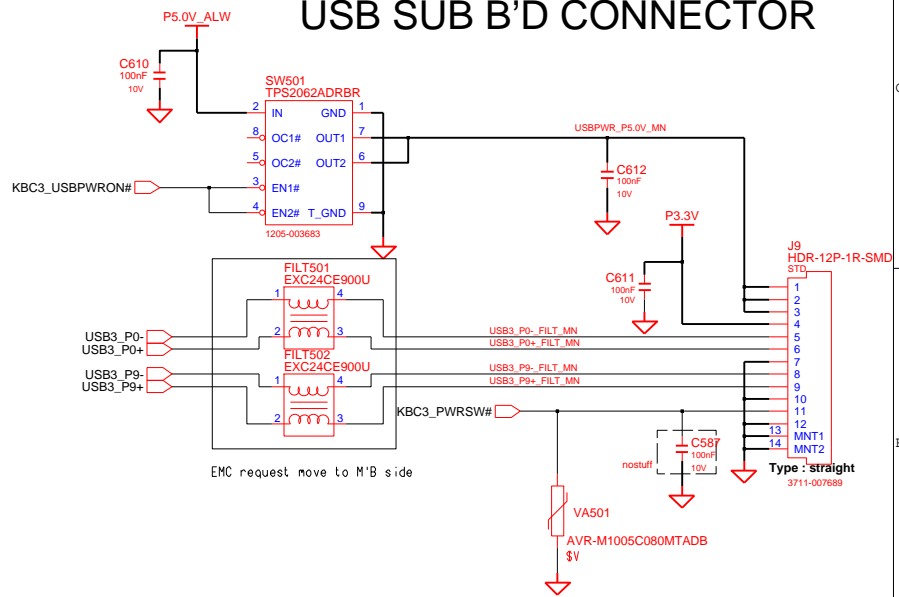 USB SUB B'D CONNECTOR
P5.0V_ALW
C610
100nF
10V
SW501
TPS2062ADRBR
2 IN GND 1
8 OC1# OUT1 7
5 OC2# OUT2 6
3 EN1#
4 EN2# T_GND 9
1205-003683
KBC3_USBPWRON#
USBPWR_P5.0V_MN
C612
100nF
10V
P3.3V
C611
100nF
10V
J9
HDR-12P-1R-SMD
STD
1
2
3
4
5
6
7
8
9
10
11
12
13 MNT1
14 MNT2
Type : straight
3711-007689
FILT501
EXC24CE900U
1 4
2 3
USB3_P0-
USB3_P0+
USB3_P0-_FILT_MN
USB3_P0+_FILT_MN
FILT502
EXC24CE900U
1 4
2 3
USB3_P9-
USB3_P9+
USB3_P9-_FILT_MN
USB3_P9+_FILT_MN
EMC request move to M'B side
KBC3_PWRSW#
C587
100nF
10V
nostuff
VA501
AVR-M1005C080MTADB
$V